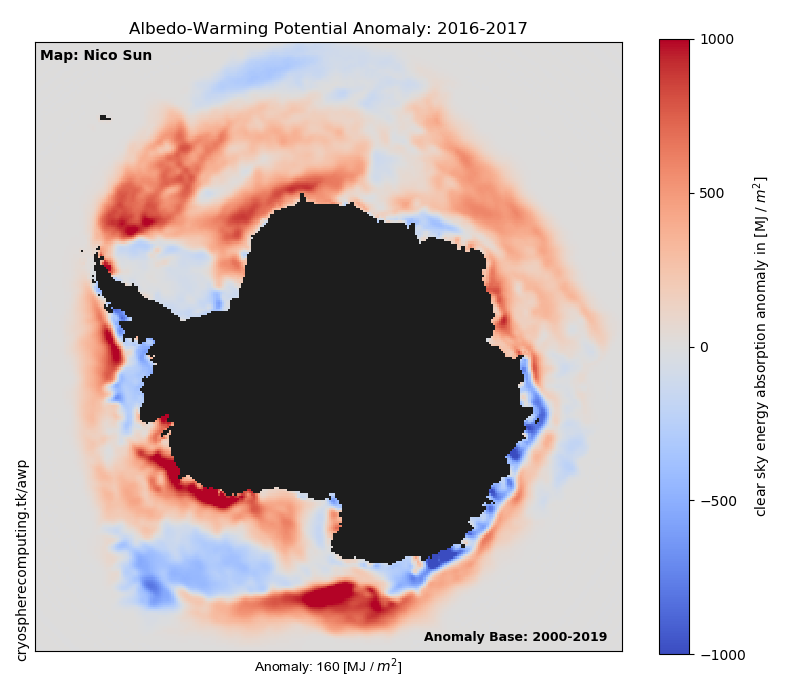 Albedo-Warming Potential Anomaly: 2016-2017
Map: Nico Sun
cryospherecomputing.tk/awp
Anomaly Base: 2000-2019
Anomaly: 160 [MJ / m²]
1000
500
0
−500
−1000
clear sky energy absorption anomaly in [MJ / m²]